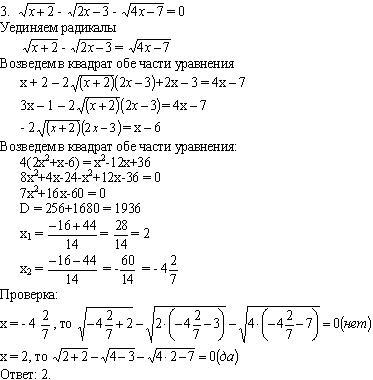 3. √(x+2) - √(2x−3) - √(4x−7) = 0
Уединяем радикалы
√(x+2) - √(2x−3) = √(4x−7)
Возведем в квадрат обе части уравнения
x + 2 − 2√((x+2))(2x−3)+2x − 3 = 4x − 7
3x − 1 − 2√((x+2))(2x−3) = 4x − 7
- 2√((x+2))(2x−3) = x − 6
Возведем в квадрат обе части уравнения:
4(2x²+x-6) = x²-12x+36
8x²+4x-24-x²+12x-36 = 0
7x²+16x-60 = 0
D = 256+1680 = 1936
x₁ = (−16+44)/14 = 28/14 = 2
x₂ = (−16−44)/14 = -60/14 = - 4 2/7
Проверка:
x = - 4 2/7, то √(−4 2/7 + 2) − √(2·(−4 2/7 − 3)) − √(4·(−4 2/7 − 7)) = 0(нет)
x = 2, то √(2+2) − √(4−3) − √(4·2−7) = 0(да)
Ответ: 2.